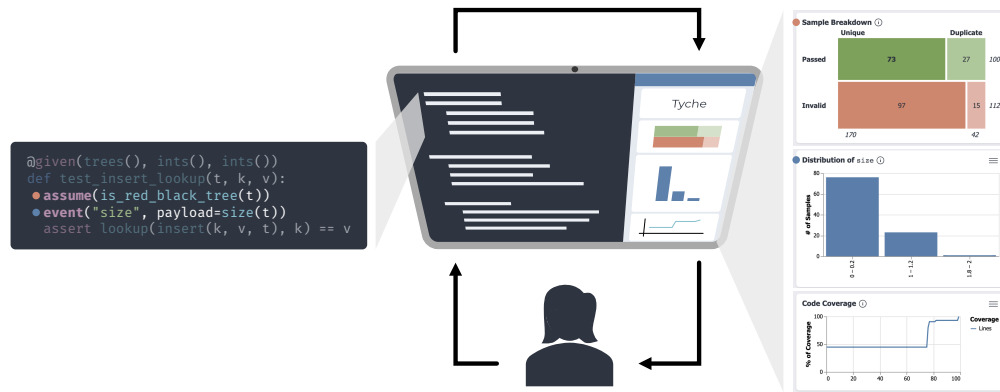 @given(trees(), ints(), ints())
def test_insert_lookup(t, k, v):
assume(is_red_black_tree(t))
event("size", payload=size(t))
assert lookup(insert(k, v, t), k) == v
Tyche
Sample Breakdown
Unique Duplicate
Passed 73 27 100
Invalid 97 15 112
170 42
Distribution of size
# of Samples
80
60
40
20
0
0 – 0.2
1 – 1.2
1.8 – 2
Code Coverage
% of Coverage
100
50
0
0 20 40 60 80 100
Coverage
Lines